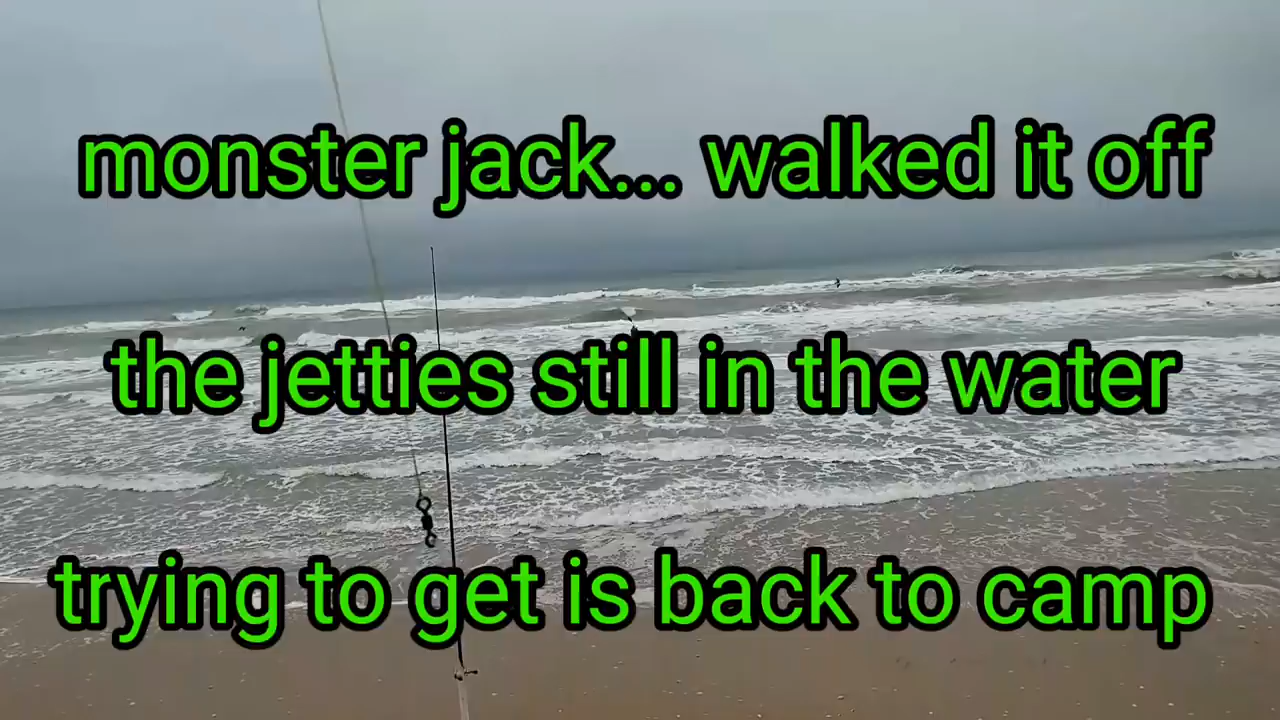 monster jack... walked it off
the jetties still in the water
trying to get is back to camp